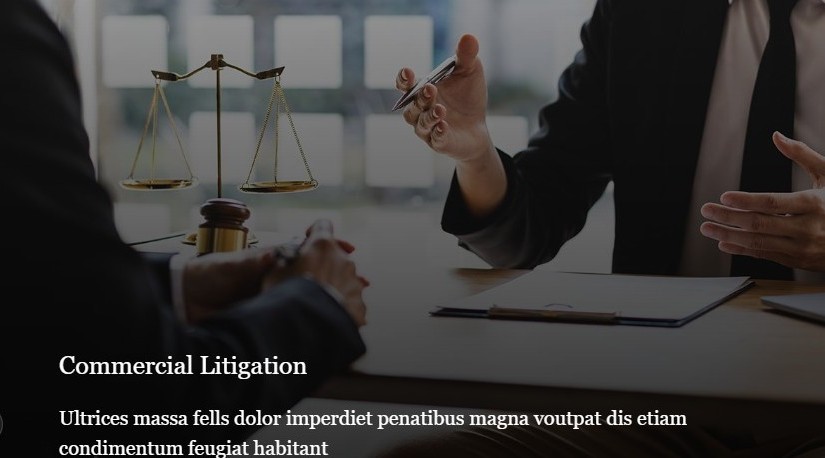 Commercial Litigation
Ultrices massa fells dolor imperdiet penatibus magna voutpat dis etiam
condimentum feugiat habitant